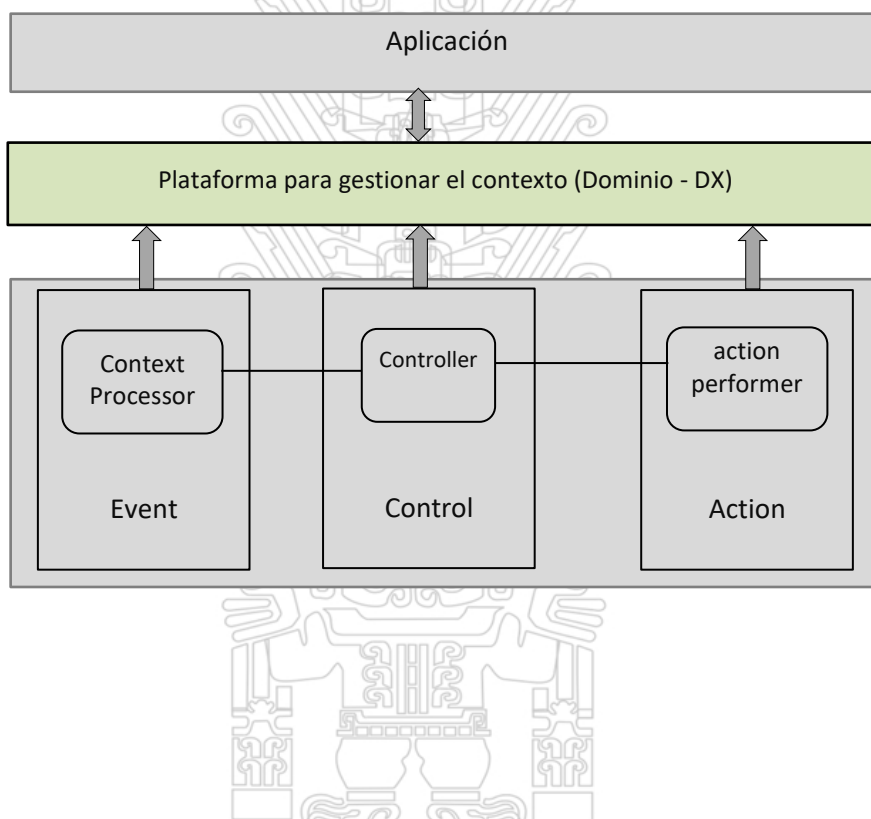 Aplicación
Plataforma para gestionar el contexto (Dominio - DX)
Context
Processor
Event
Controller
Control
action
performer
Action